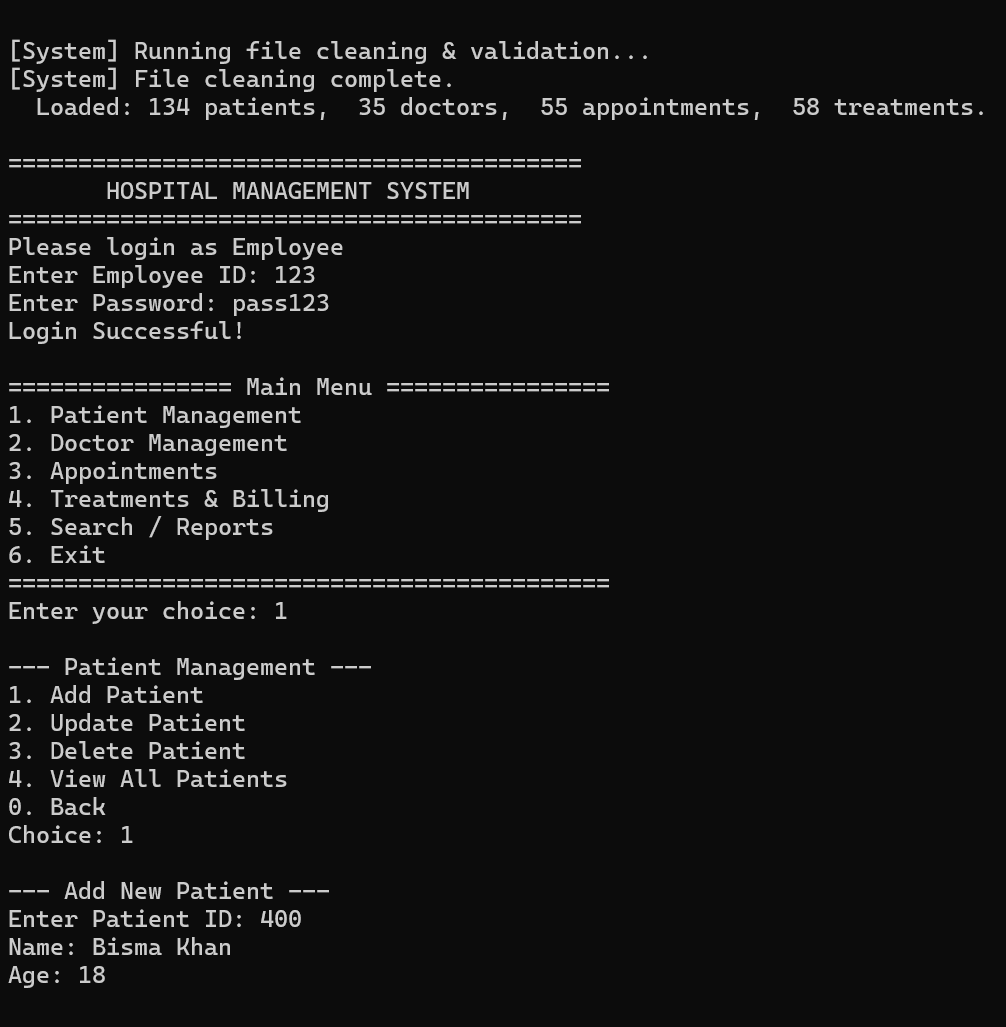 [System] Running file cleaning & validation...
[System] File cleaning complete.
  Loaded: 134 patients,  35 doctors,  55 appointments,  58 treatments.
=========================================
       HOSPITAL MANAGEMENT SYSTEM
=========================================
Please login as Employee
Enter Employee ID: 123
Enter Password: pass123
Login Successful!
================ Main Menu ================
1. Patient Management
2. Doctor Management
3. Appointments
4. Treatments & Billing
5. Search / Reports
6. Exit
===========================================
Enter your choice: 1
--- Patient Management ---
1. Add Patient
2. Update Patient
3. Delete Patient
4. View All Patients
0. Back
Choice: 1
--- Add New Patient ---
Enter Patient ID: 400
Name: Bisma Khan
Age: 18